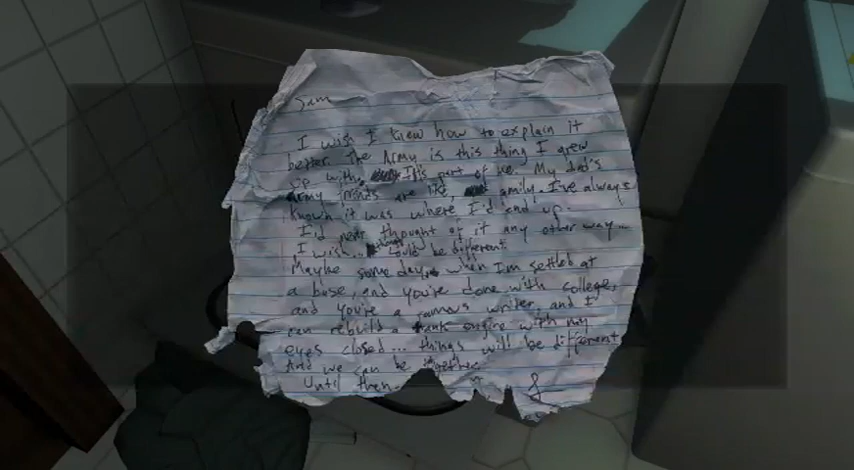 Sam
I wish I knew how to explain it
better. The Army is this thing I grew
up with. It's part of me. My dad's
army friends are like, family. I've always
known it was where I'd end up.
I'd never thought of it any other way...
I wish... could be different.
Maybe some day, when I'm settled at
a base, and you're done with college,
and you're a famous writer, and I
can rebuild a tank engine with my
eyes closed... things will be different.
And we can be together.
Until then.